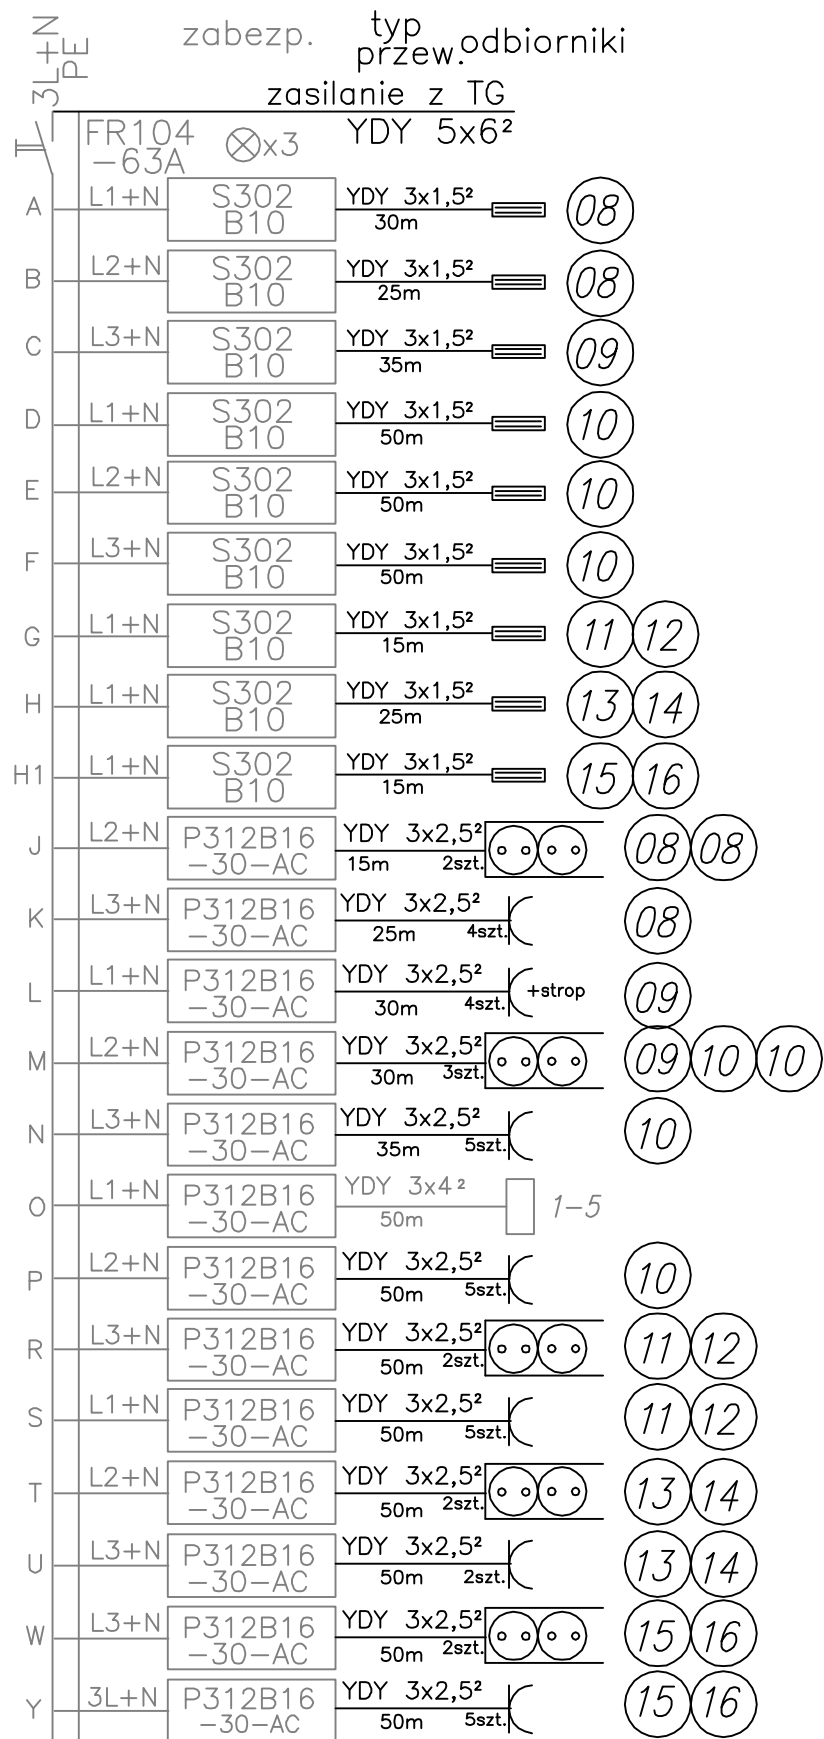 3L+N
PE
zabezp. typ przew. odbiorniki
zasilanie z TG
FR104 -63A x3 YDY 5x6²
A L1+N S302 B10 YDY 3x1,5² 30m 08
B L2+N S302 B10 YDY 3x1,5² 25m 08
C L3+N S302 B10 YDY 3x1,5² 35m 09
D L1+N S302 B10 YDY 3x1,5² 50m 10
E L2+N S302 B10 YDY 3x1,5² 50m 10
F L3+N S302 B10 YDY 3x1,5² 50m 10
G L1+N S302 B10 YDY 3x1,5² 15m 11 12
H L1+N S302 B10 YDY 3x1,5² 25m 13 14
H1 L1+N S302 B10 YDY 3x1,5² 15m 15 16
J L2+N P312B16 -30-AC YDY 3x2,5² 15m 2szt. 08 08
K L3+N P312B16 -30-AC YDY 3x2,5² 25m 4szt. 08
L L1+N P312B16 -30-AC YDY 3x2,5² 30m 4szt. +strop 09
M L2+N P312B16 -30-AC YDY 3x2,5² 30m 3szt. 09 10 10
N L3+N P312B16 -30-AC YDY 3x2,5² 35m 5szt. 10
O L1+N P312B16 -30-AC YDY 3x4² 50m 1-5
P L2+N P312B16 -30-AC YDY 3x2,5² 50m 5szt. 10
R L3+N P312B16 -30-AC YDY 3x2,5² 50m 2szt. 11 12
S L1+N P312B16 -30-AC YDY 3x2,5² 50m 5szt. 11 12
T L2+N P312B16 -30-AC YDY 3x2,5² 50m 2szt. 13 14
U L3+N P312B16 -30-AC YDY 3x2,5² 50m 2szt. 13 14
W L3+N P312B16 -30-AC YDY 3x2,5² 50m 2szt. 15 16
Y 3L+N P312B16 -30-AC YDY 3x2,5² 50m 5szt. 15 16